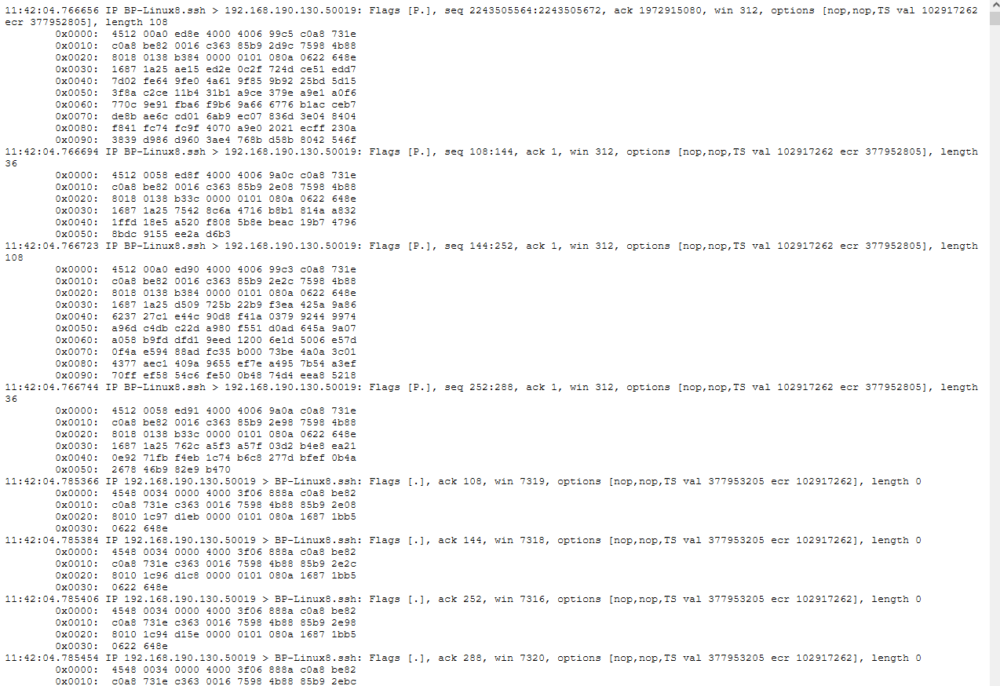 11:42:04.766656 IP BP-Linux8.ssh > 192.168.190.130.50019: Flags [P.], seq 2243505564:2243505672, ack 1972915080, win 312, options [nop,nop,TS val 102917262
ecr 377952805], length 108
0x0000: 4512 00a0 ed8e 4000 4006 99c5 c0a8 731e
0x0010: c0a8 be82 0016 c363 85b9 2d9c 7598 4b88
0x0020: 8018 0138 b384 0000 0101 080a 0622 648e
0x0030: 1687 1a25 ae15 ed2e 0c2f 724d ce51 edd7
0x0040: 7d02 fe64 9fe0 4a61 9f85 9b92 25bd 5d15
0x0050: 3f8a c2ce 11b4 31b1 a9ce 379e a9e1 a0f6
0x0060: 770c 9e91 fba6 f9b6 9a66 6776 b1ac ceb7
0x0070: de8b ae6c cd01 6ab9 ec07 836d 3e04 8404
0x0080: f841 fc74 fc9f 4070 a9e0 2021 ecff 230a
0x0090: 3839 d986 d960 3ae4 768b d58b 8042 546f
11:42:04.766694 IP BP-Linux8.ssh > 192.168.190.130.50019: Flags [P.], seq 108:144, ack 1, win 312, options [nop,nop,TS val 102917262 ecr 377952805], length
36
0x0000: 4512 0058 ed8f 4000 4006 9a0c c0a8 731e
0x0010: c0a8 be82 0016 c363 85b9 2e08 7598 4b88
0x0020: 8018 0138 b33c 0000 0101 080a 0622 648e
0x0030: 1687 1a25 7542 8c6a 4716 b8b1 814a a832
0x0040: 1ffd 18e5 a520 f808 5b8e beac 19b7 4796
0x0050: 8bdc 9155 ee2a d6b3
11:42:04.766723 IP BP-Linux8.ssh > 192.168.190.130.50019: Flags [P.], seq 144:252, ack 1, win 312, options [nop,nop,TS val 102917262 ecr 377952805], length
108
0x0000: 4512 00a0 ed90 4000 4006 99c3 c0a8 731e
0x0010: c0a8 be82 0016 c363 85b9 2e2c 7598 4b88
0x0020: 8018 0138 b384 0000 0101 080a 0622 648e
0x0030: 1687 1a25 d509 725b 22b9 f3ea 425a 9a86
0x0040: 6237 27c1 e44c 90d8 f41a 0379 9244 9974
0x0050: a96d c4db c22d a980 f551 d0ad 645a 9a07
0x0060: a058 b9fd dfd1 9eed 1200 6e1d 5006 e57d
0x0070: 0f4a e594 88ad fc35 b000 73be 4a0a 3c01
0x0080: 4377 aec1 409a 9655 ef7e a495 7b54 a3ef
0x0090: 70ff ef58 54c6 fe50 0b48 74d4 eea8 5218
11:42:04.766744 IP BP-Linux8.ssh > 192.168.190.130.50019: Flags [P.], seq 252:288, ack 1, win 312, options [nop,nop,TS val 102917262 ecr 377952805], length
36
0x0000: 4512 0058 ed91 4000 4006 9a0a c0a8 731e
0x0010: c0a8 be82 0016 c363 85b9 2e98 7598 4b88
0x0020: 8018 0138 b33c 0000 0101 080a 0622 648e
0x0030: 1687 1a25 762c a5f3 a57f 03d2 b4e8 ea21
0x0040: 0e92 71fb f4eb 1c74 b6c8 277d bfef 0b4a
0x0050: 2678 46b9 82e9 b470
11:42:04.785366 IP 192.168.190.130.50019 > BP-Linux8.ssh: Flags [.], ack 108, win 7319, options [nop,nop,TS val 377953205 ecr 102917262], length 0
0x0000: 4548 0034 0000 4000 3f06 888a c0a8 be82
0x0010: c0a8 731e c363 0016 7598 4b88 85b9 2e08
0x0020: 8010 1c97 d1eb 0000 0101 080a 1687 1bb5
0x0030: 0622 648e
11:42:04.785384 IP 192.168.190.130.50019 > BP-Linux8.ssh: Flags [.], ack 144, win 7318, options [nop,nop,TS val 377953205 ecr 102917262], length 0
0x0000: 4548 0034 0000 4000 3f06 888a c0a8 be82
0x0010: c0a8 731e c363 0016 7598 4b88 85b9 2e2c
0x0020: 8010 1c96 d1c8 0000 0101 080a 1687 1bb5
0x0030: 0622 648e
11:42:04.785406 IP 192.168.190.130.50019 > BP-Linux8.ssh: Flags [.], ack 252, win 7316, options [nop,nop,TS val 377953205 ecr 102917262], length 0
0x0000: 4548 0034 0000 4000 3f06 888a c0a8 be82
0x0010: c0a8 731e c363 0016 7598 4b88 85b9 2e98
0x0020: 8010 1c94 d15e 0000 0101 080a 1687 1bb5
0x0030: 0622 648e
11:42:04.785454 IP 192.168.190.130.50019 > BP-Linux8.ssh: Flags [.], ack 288, win 7320, options [nop,nop,TS val 377953205 ecr 102917262], length 0
0x0000: 4548 0034 0000 4000 3f06 888a c0a8 be82
0x0010: c0a8 731e c363 0016 7598 4b88 85b9 2ebc